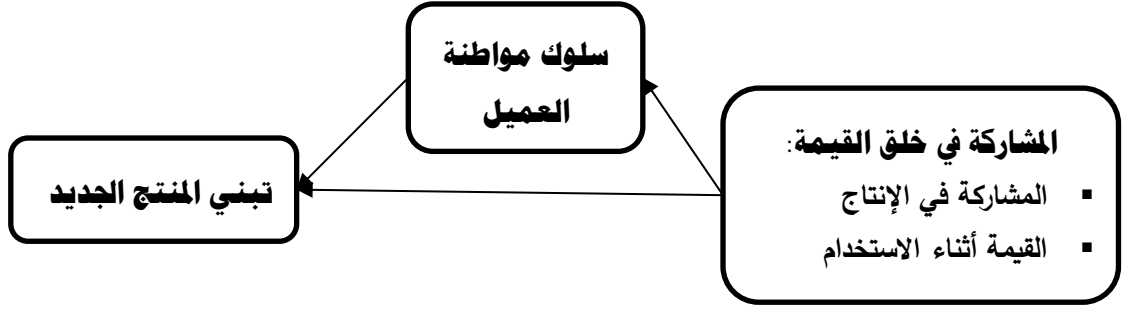 سلوك مواطنة
العميل
المشاركة في خلق القيمة:
▪ المشاركة في الإنتاج
▪ القيمة أثناء الاستخدام
تبني المنتج الجديد